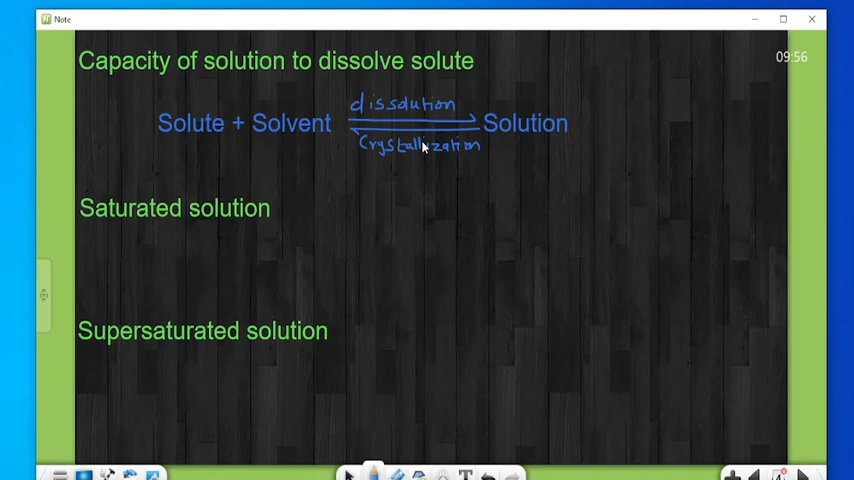 Note
Capacity of solution to dissolve solute
09:56
dissolution
Solute + Solvent Solution
Crystallization
Saturated solution
Supersaturated solution